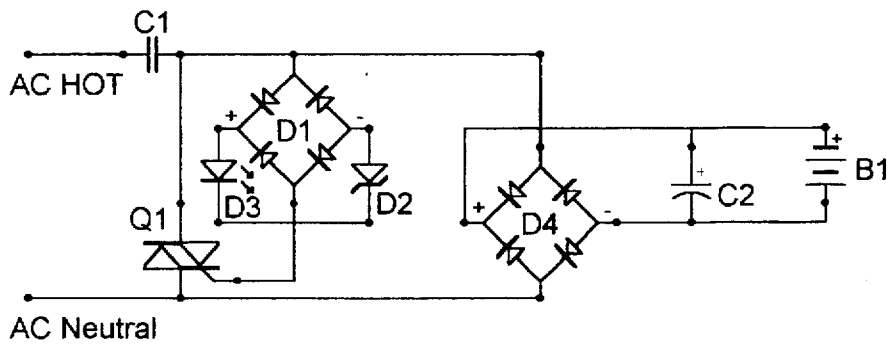 C1
AC HOT
+
D1
-
D3
D2
Q1
+
D4
-
+
C2
+
B1
AC Neutral